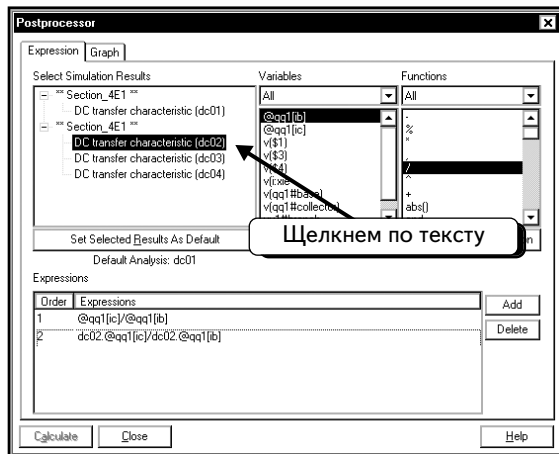 Postprocessor
Expression Graph
Select Simulation Results Variables Functions
** Section_4E1 ** All All
DC transfer characteristic (dc01)
** Section_4E1 **
DC transfer characteristic (dc02)
DC transfer characteristic (dc03)
DC transfer characteristic (dc04)
@qq1[ib]
@qq1[ic]
v($1)
v($3)
v($4)
v(qq1#base)
v(qq1#collector)
-
%
*
,
/
^
+
abs()
Щелкнем по тексту
Set Selected Results As Default
Default Analysis: dc01
Expressions
Order Expressions
1 @qq1[ic]/@qq1[ib]
2 dc02.@qq1[ic]/dc02.@qq1[ib]
Add
Delete
Calculate Close Help